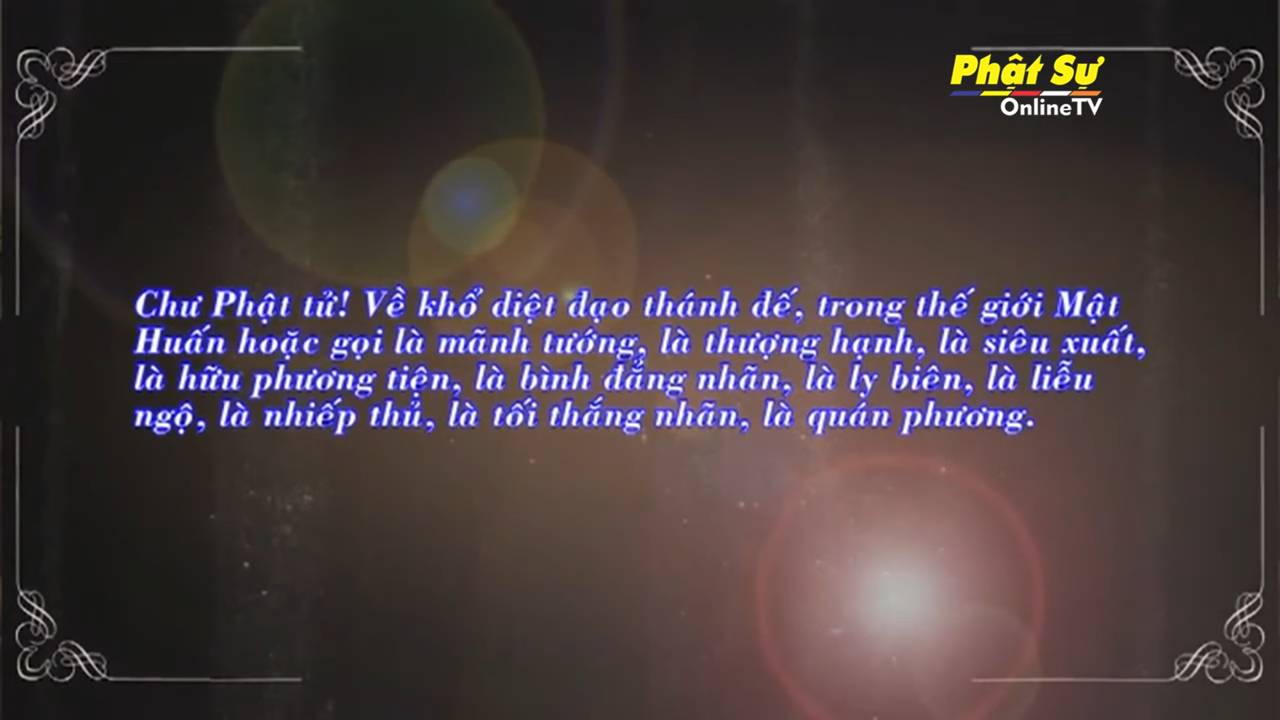 Phật Sự
OnlineTV
Chư Phật tử! Về khổ diệt đạo thánh đế, trong thế giới Mật
Huấn hoặc gọi là mãnh tướng, là thượng hạnh, là siêu xuất,
là hữu phương tiện, là bình đẳng nhãn, là ly biên, là liễu
ngộ, là nhiếp thủ, là tối thắng nhãn, là quán phương.